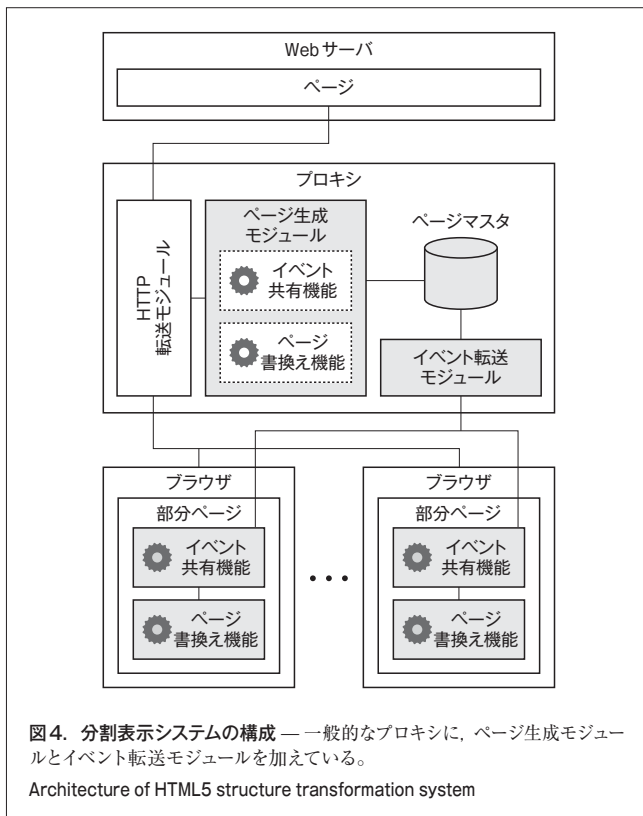 Webサーバ
ページ
プロキシ
HTTP
転送モジュール
ページ生成
モジュール
イベント
共有機能
ページ
書換え機能
ページマスタ
イベント転送
モジュール
ブラウザ
部分ページ
イベント
共有機能
ページ
書換え機能
• • •
ブラウザ
部分ページ
イベント
共有機能
ページ
書換え機能
図4．分割表示システムの構成 — 一般的なプロキシに，ページ生成モジュー
ルとイベント転送モジュールを加えている。
Architecture of HTML5 structure transformation system